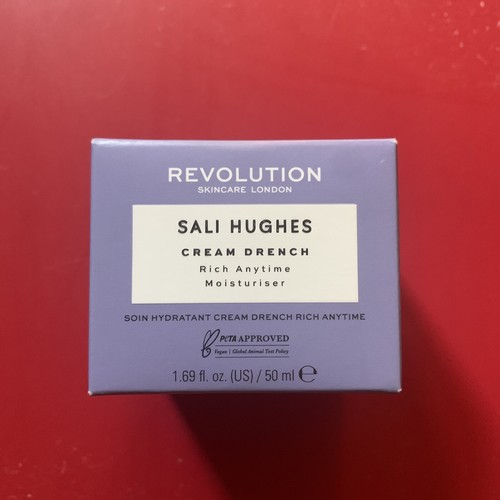 REVOLUTION
SKINCARE LONDON
SALI HUGHES
CREAM DRENCH
Rich Anytime
Moisturiser
SOIN HYDRATANT CREAM DRENCH RICH ANYTIME
PETA APPROVED
Vegan | Global Animal Test Policy
1.69 fl. oz. (US) / 50 ml ℮